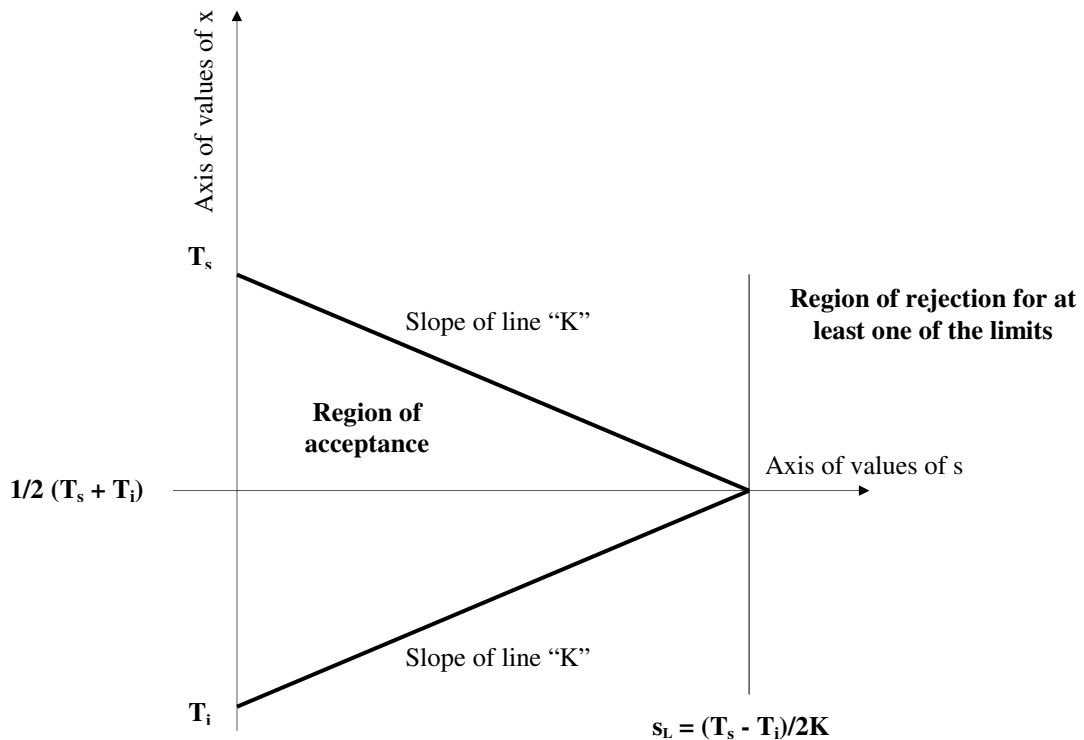 Axis of values of x
Tₛ
Slope of line “K”
Region of rejection for at
least one of the limits
Region of
acceptance
Axis of values of s
1/2 (Tₛ + Tᵢ)
Slope of line “K”
Tᵢ
s_L = (Tₛ - Tᵢ)/2K